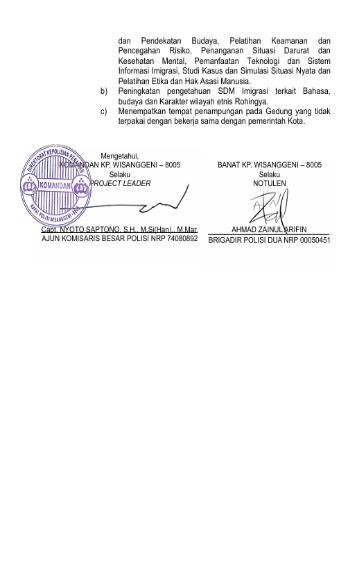 dan Pendekatan Budaya, Pelatihan Keamanan dan
Pencegahan Risiko, Penanganan Situasi Darurat dan
Kesehatan Mental, Pemanfaatan Teknologi dan Sistem
Informasi Imigrasi, Studi Kasus dan Simulasi Situasi Nyata dan
Pelatihan Etika dan Hak Asasi Manusia.
b) Peningkatan pengetahuan SDM Imigrasi terkait Bahasa,
budaya dan Karakter wilayah etnis Rohingya.
c) Menempatkan tempat penampungan pada Gedung yang tidak
terpakai dengan bekerja sama dengan pemerintah Kota.
Mengetahui,
KOMANDAN KP. WISANGGENI – 8005
Selaku
PROJECT LEADER
KOMANDAN
Capt. NYOTO SAPTONO, S.H., M.Si(Han)., M.Mar.
AJUN KOMISARIS BESAR POLISI NRP 74080892
BANAT KP. WISANGGENI – 8005
Selaku
NOTULEN
AHMAD ZAINUL ARIFIN
BRIGADIR POLISI DUA NRP 00050451